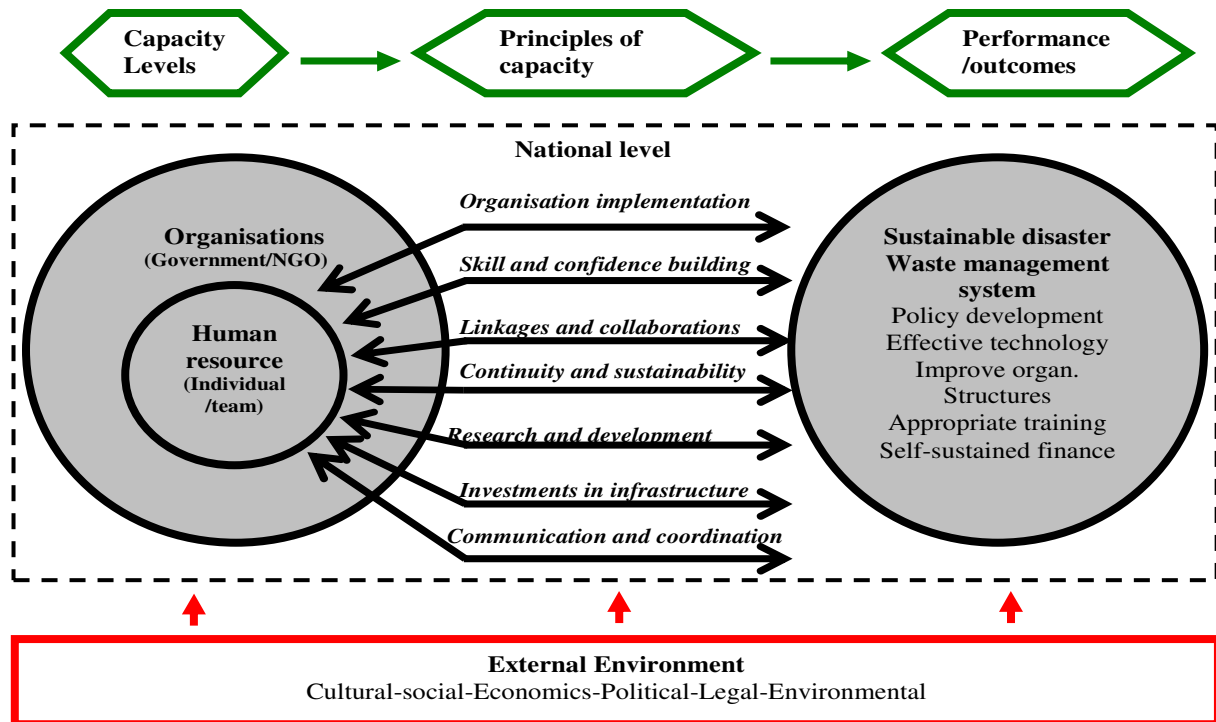 Capacity
Levels
Principles of
capacity
Performance
/outcomes
National level
Organisations
(Government/NGO)
Human
resource
(Individual
/team)
Organisation implementation
Skill and confidence building
Linkages and collaborations
Continuity and sustainability
Research and development
Investments in infrastructure
Communication and coordination
Sustainable disaster
Waste management
system
Policy development
Effective technology
Improve organ.
Structures
Appropriate training
Self-sustained finance
External Environment
Cultural-social-Economics-Political-Legal-Environmental